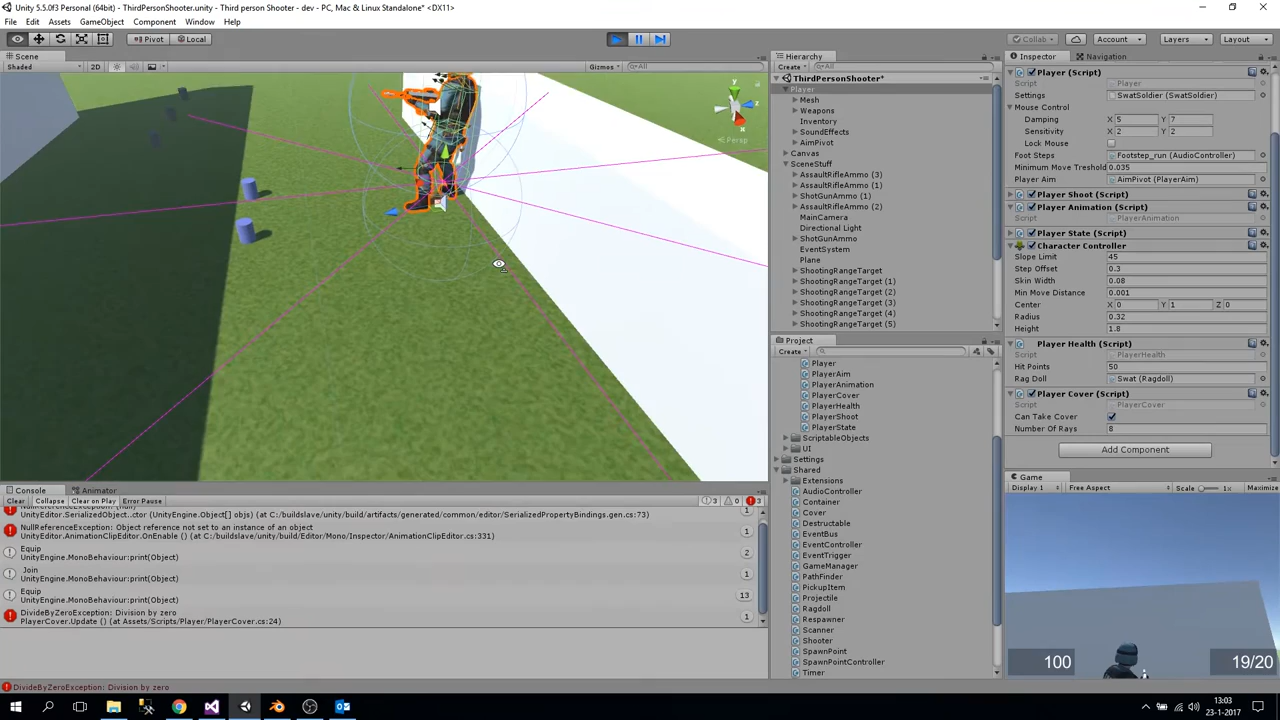 Unity 5.5.0f3 Personal (64bit) - ThirdPersonShooter.unity - Third person Shooter - dev - PC, Mac & Linux Standalone* <DX11>
File Edit Assets GameObject Component Window Help
Pivot Local Collab Account Layers Layout
Scene
Shaded 2D Gizmos All
y
z
x
Persp
Hierarchy
Create All
ThirdPersonShooter*
Player
Mesh
Weapons
Inventory
SoundEffects
AimPivot
Canvas
SceneStuff
AssaultRifleAmmo (3)
AssaultRifleAmmo (1)
ShotGunAmmo (1)
AssaultRifleAmmo (2)
MainCamera
Directional Light
ShotGunAmmo
EventSystem
Plane
ShootingRangeTarget
ShootingRangeTarget (1)
ShootingRangeTarget (2)
ShootingRangeTarget (3)
ShootingRangeTarget (4)
ShootingRangeTarget (5)
Project
Create
Player
PlayerAim
PlayerAnimation
PlayerCover
PlayerHealth
PlayerShoot
PlayerState
ScriptableObjects
UI
Settings
Shared
Extensions
AudioController
Container
Cover
Destructable
EventBus
EventController
EventTrigger
GameManager
PathFinder
PickupItem
Projectile
Ragdoll
Respawner
Scanner
Shooter
SpawnPoint
SpawnPointController
Timer
Inspector Navigation
Player (Script)
Script Player
Settings SwatSoldier (SwatSoldier)
Mouse Control
Damping X 5 Y 7
Sensitivity X 2 Y 2
Lock Mouse
Foot Steps Footstep_run (AudioController)
Minimum Move Treshold 0.035
Player Aim AimPivot (PlayerAim)
Player Shoot (Script)
Player Animation (Script)
Script PlayerAnimation
Player State (Script)
Character Controller
Slope Limit 45
Step Offset 0.3
Skin Width 0.08
Min Move Distance 0.001
Center X 0 Y 1 Z 0
Radius 0.32
Height 1.8
Player Health (Script)
Script PlayerHealth
Hit Points 50
Rag Doll Swat (Ragdoll)
Player Cover (Script)
Script PlayerCover
Can Take Cover
Number Of Rays 8
Add Component
Game
Display 1 Free Aspect Scale 1x Maximize
100 19/20
Console Animator
Clear Collapse Clear on Play Error Pause 3 0 3
UnityEditor.SerializedObject..ctor (UnityEngine.Object[] objs) (at C:/buildslave/unity/build/artifacts/generated/common/editor/SerializedPropertyBindings.gen.cs:73) 1
NullReferenceException: Object reference not set to an instance of an object
UnityEditor.AnimationClipEditor.OnEnable () (at C:/buildslave/unity/build/Editor/Mono/Inspector/AnimationClipEditor.cs:331) 1
Equip
UnityEngine.MonoBehaviour:print(Object) 2
Join
UnityEngine.MonoBehaviour:print(Object) 1
Equip
UnityEngine.MonoBehaviour:print(Object) 13
DivideByZeroException: Division by zero
PlayerCover.Update () (at Assets/Scripts/Player/PlayerCover.cs:24) 1
DivideByZeroException: Division by zero
13:03
23-1-2017